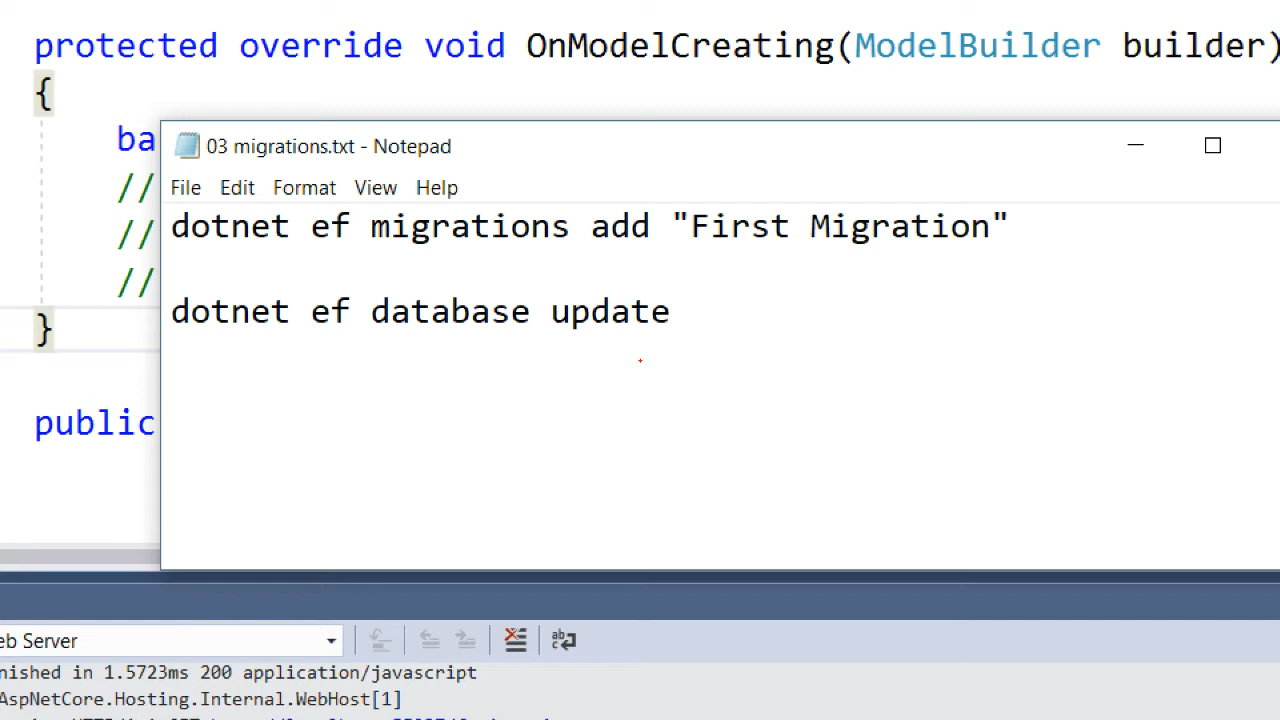 protected override void OnModelCreating(ModelBuilder builder)
{
ba
03 migrations.txt - Notepad
//
File Edit Format View Help
dotnet ef migrations add "First Migration"
//
//
dotnet ef database update
}
public
eb Server
nished in 1.5723ms 200 application/javascript
AspNetCore.Hosting.Internal.WebHost[1]